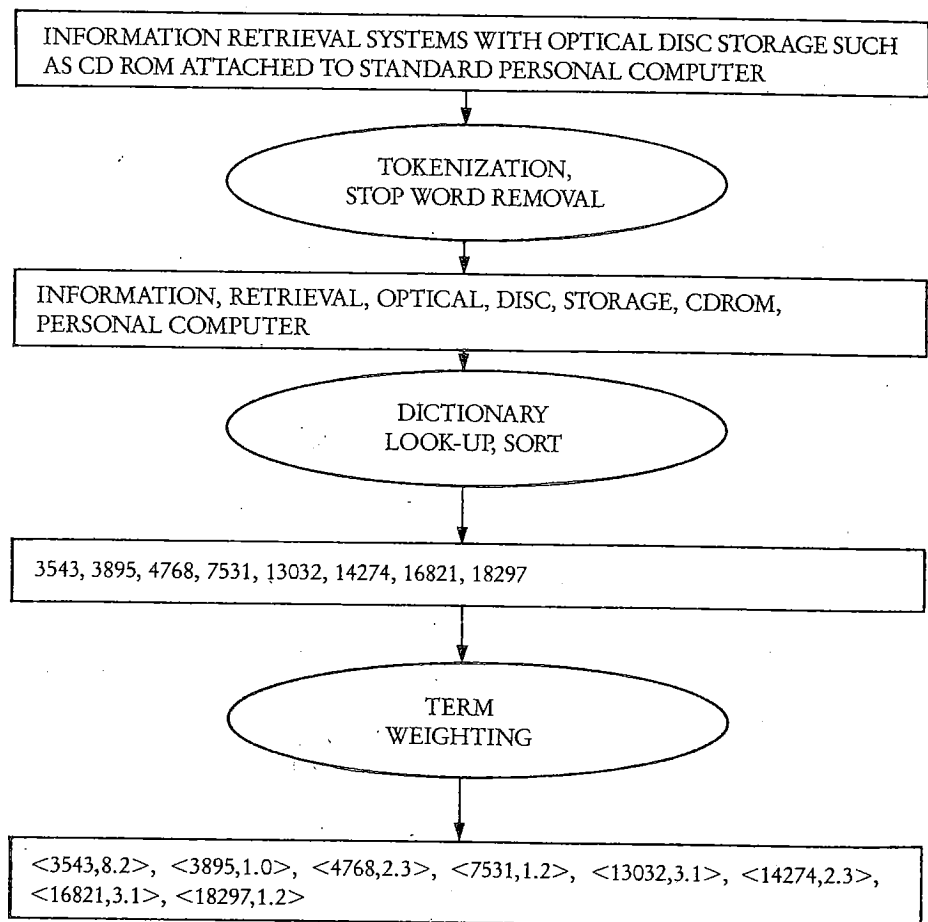 INFORMATION RETRIEVAL SYSTEMS WITH OPTICAL DISC STORAGE SUCH
AS CD ROM ATTACHED TO STANDARD PERSONAL COMPUTER
TOKENIZATION,
STOP WORD REMOVAL
INFORMATION, RETRIEVAL, OPTICAL, DISC, STORAGE, CDROM,
PERSONAL COMPUTER
DICTIONARY
LOOK-UP, SORT
3543, 3895, 4768, 7531, 13032, 14274, 16821, 18297
TERM
WEIGHTING
<3543,8.2>, <3895,1.0>, <4768,2.3>, <7531,1.2>, <13032,3.1>, <14274,2.3>,
<16821,3.1>, <18297,1.2>